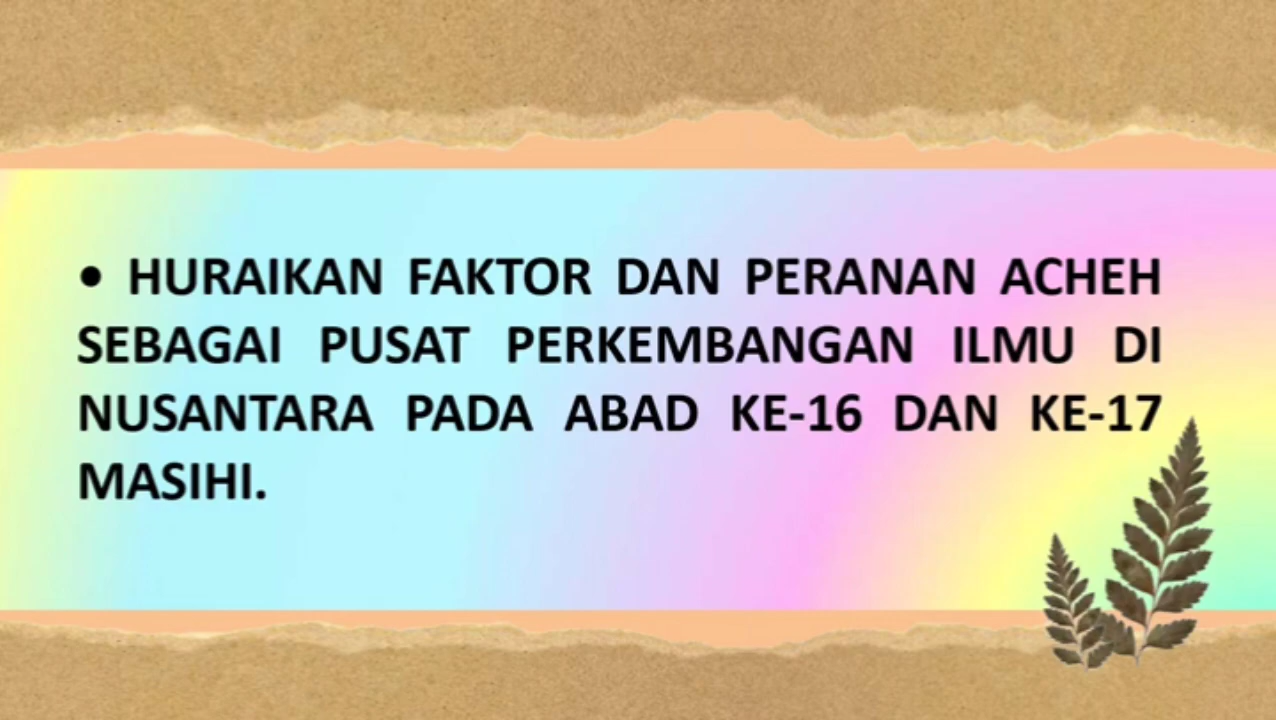 • HURAIKAN FAKTOR DAN PERANAN ACHEH
SEBAGAI PUSAT PERKEMBANGAN ILMU DI
NUSANTARA PADA ABAD KE-16 DAN KE-17
MASIHI.